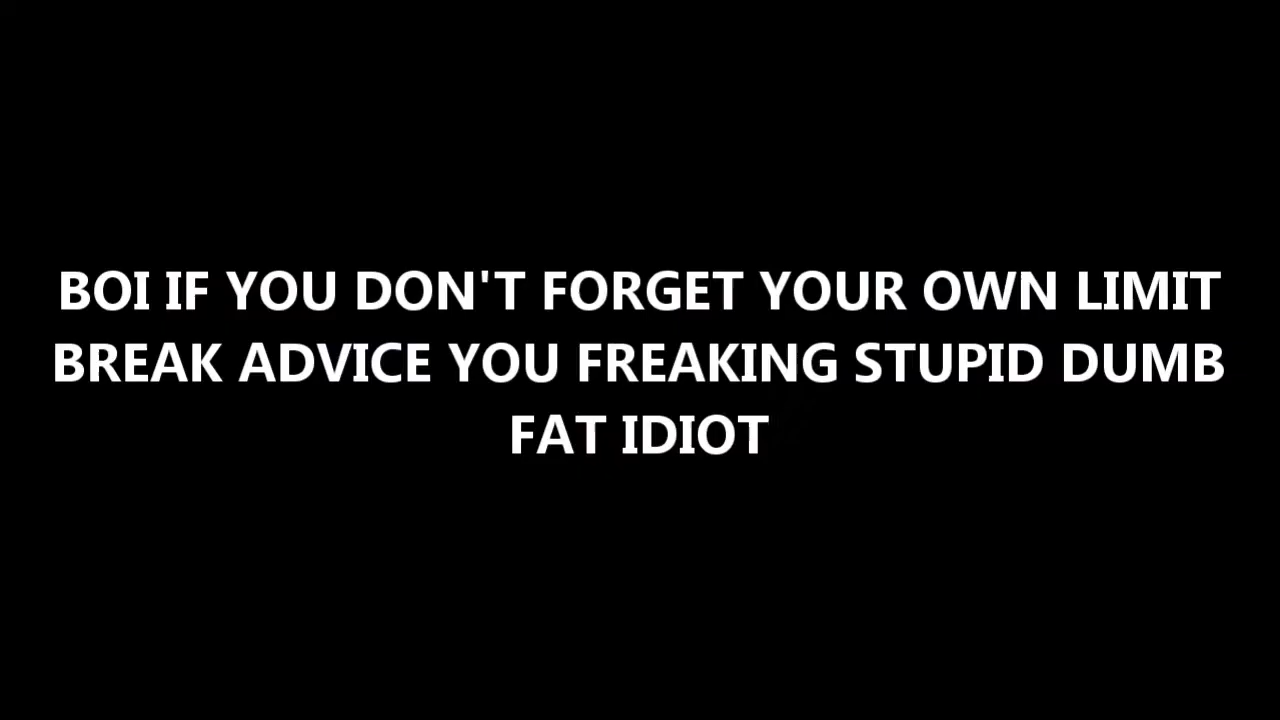 BOI IF YOU DON'T FORGET YOUR OWN LIMIT
BREAK ADVICE YOU FREAKING STUPID DUMB
FAT IDIOT